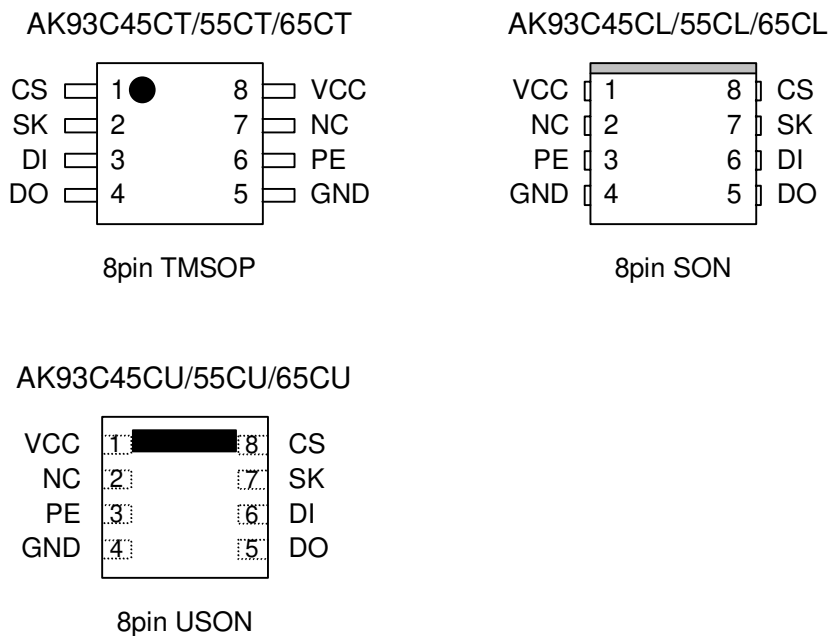 AK93C45CT/55CT/65CT
CS 1 8 VCC
SK 2 7 NC
DI 3 6 PE
DO 4 5 GND
8pin TMSOP
AK93C45CL/55CL/65CL
VCC 1 8 CS
NC 2 7 SK
PE 3 6 DI
GND 4 5 DO
8pin SON
AK93C45CU/55CU/65CU
VCC 1 8 CS
NC 2 7 SK
PE 3 6 DI
GND 4 5 DO
8pin USON